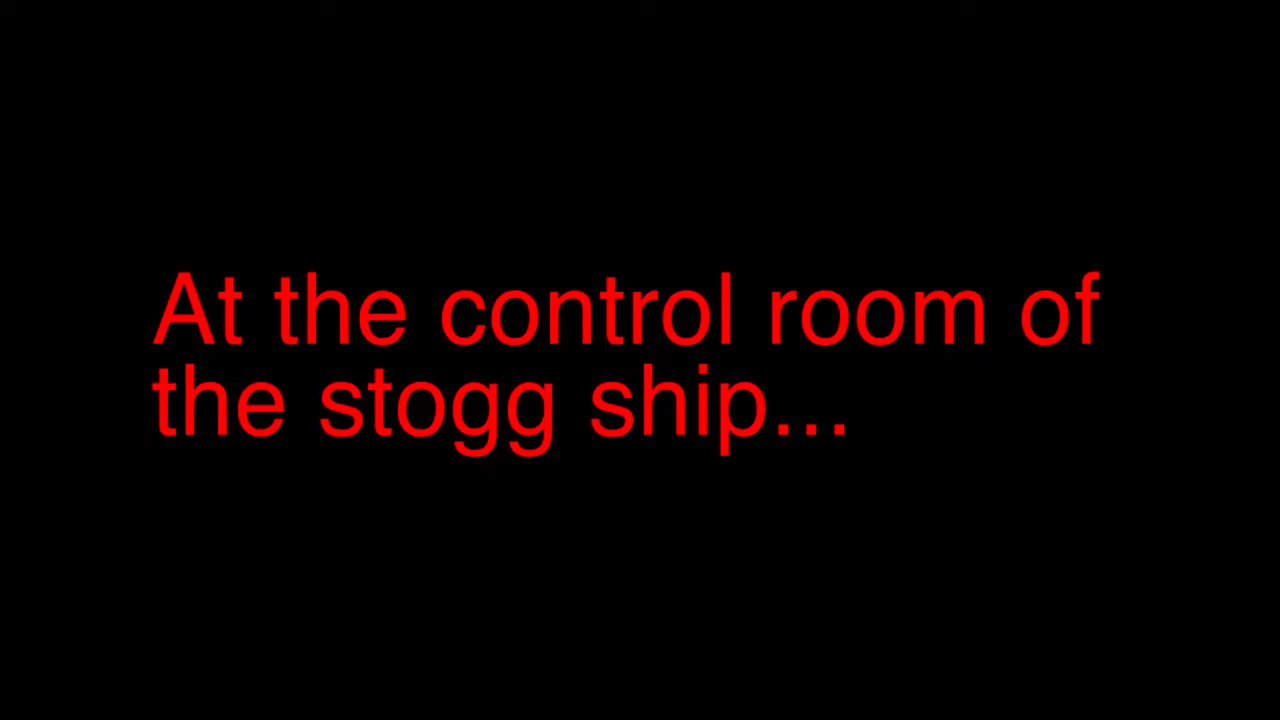 At the control room of
the stogg ship...